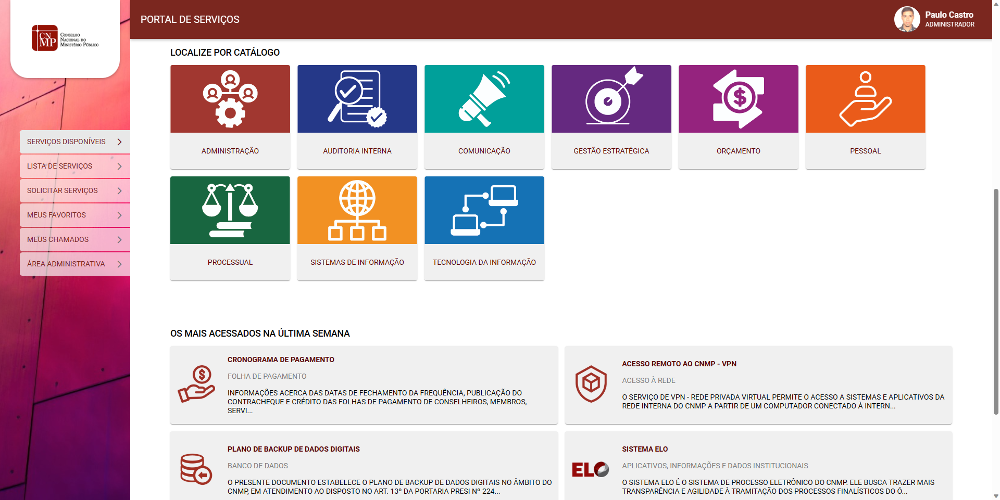 CN
MP
CONSELHO
NACIONAL DO
MINISTÉRIO PÚBLICO
PORTAL DE SERVIÇOS
Paulo Castro
ADMINISTRADOR
SERVIÇOS DISPONÍVEIS
LISTA DE SERVIÇOS
SOLICITAR SERVIÇOS
MEUS FAVORITOS
MEUS CHAMADOS
ÁREA ADMINISTRATIVA
LOCALIZE POR CATÁLOGO
ADMINISTRAÇÃO
AUDITORIA INTERNA
COMUNICAÇÃO
GESTÃO ESTRATÉGICA
ORÇAMENTO
PESSOAL
PROCESSUAL
SISTEMAS DE INFORMAÇÃO
TECNOLOGIA DA INFORMAÇÃO
OS MAIS ACESSADOS NA ÚLTIMA SEMANA
CRONOGRAMA DE PAGAMENTO
FOLHA DE PAGAMENTO
INFORMAÇÕES ACERCA DAS DATAS DE FECHAMENTO DA FREQUÊNCIA, PUBLICAÇÃO DO
CONTRACHEQUE E CRÉDITO DAS FOLHAS DE PAGAMENTO DE CONSELHEIROS, MEMBROS,
SERVI...
ACESSO REMOTO AO CNMP - VPN
ACESSO À REDE
O SERVIÇO DE VPN - REDE PRIVADA VIRTUAL PERMITE O ACESSO A SISTEMAS E APLICATIVOS DA
REDE INTERNA DO CNMP A PARTIR DE UM COMPUTADOR CONECTADO À INTERN...
PLANO DE BACKUP DE DADOS DIGITAIS
BANCO DE DADOS
O PRESENTE DOCUMENTO ESTABELECE O PLANO DE BACKUP DE DADOS DIGITAIS NO ÂMBITO DO
CNMP, EM ATENDIMENTO AO DISPOSTO NO ART. 13º DA PORTARIA PRESI Nº 224...
ELO
SISTEMA ELO
APLICATIVOS, INFORMAÇÕES E DADOS INSTITUCIONAIS
O SISTEMA ELO É O SISTEMA DE PROCESSO ELETRÔNICO DO CNMP. ELE BUSCA TRAZER MAIS
TRANSPARÊNCIA E AGILIDADE À TRAMITAÇÃO DOS PROCESSOS FINALÍSTICOS DO Ó...